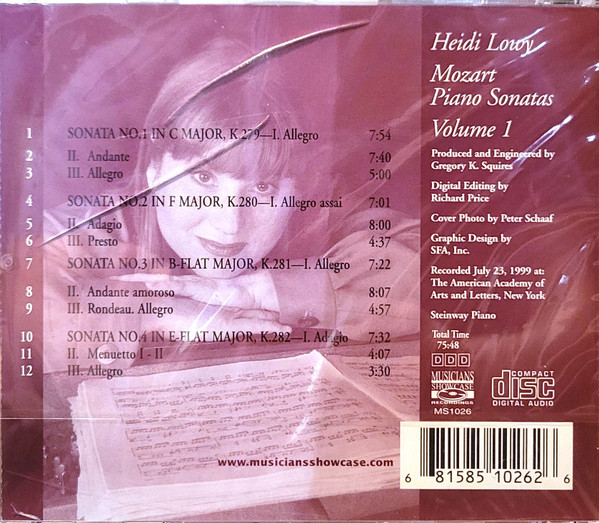 1 SONATA NO.1 IN C MAJOR, K.279—I. Allegro 7:54
2 II. Andante 7:40
3 III. Allegro 5:00
4 SONATA NO.2 IN F MAJOR, K.280—I. Allegro assai 7:01
5 II. Adagio 8:00
6 III. Presto 4:37
7 SONATA NO.3 IN B-FLAT MAJOR, K.281—I. Allegro 7:22
8 II. Andante amoroso 8:07
9 III. Rondeau. Allegro 4:57
10 SONATA NO.4 IN E-FLAT MAJOR, K.282—I. Adagio 7:32
11 II. Menuetto I - II 4:07
12 III. Allegro 3:30
www.musiciansshowcase.com
Heidi Lowy
Mozart
Piano Sonatas
Volume 1
Produced and Engineered by
Gregory K. Squires
Digital Editing by
Richard Price
Cover Photo by Peter Schaaf
Graphic Design by
SFA, Inc.
Recorded July 23, 1999 at:
The American Academy of
Arts and Letters, New York
Steinway Piano
Total Time
75:48
DDD
MUSICIANS
SHOWCASE
RECORDINGS
MS1026
COMPACT
disc
DIGITAL AUDIO
6 81585 10262 6